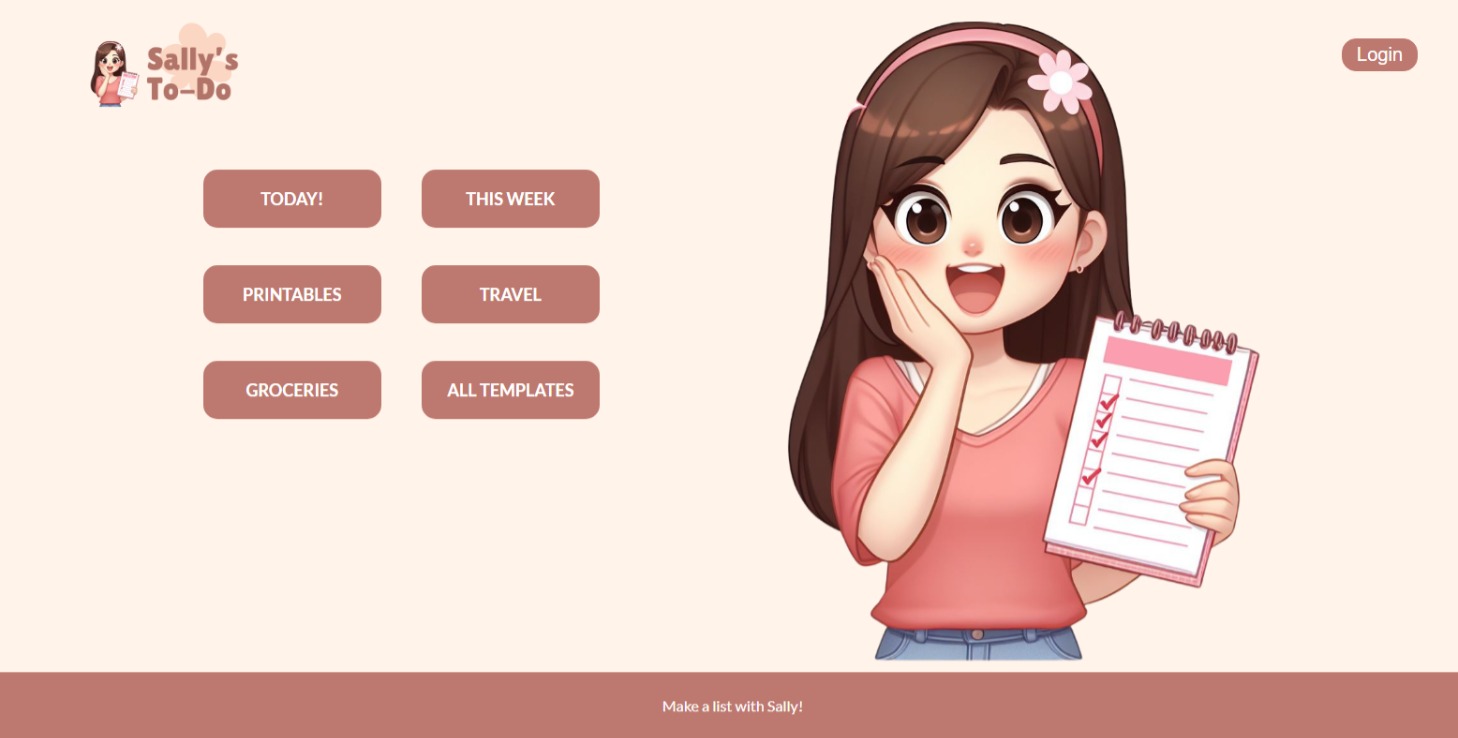 Sally's
To-Do
Login
TODAY!
THIS WEEK
PRINTABLES
TRAVEL
GROCERIES
ALL TEMPLATES
Make a list with Sally!